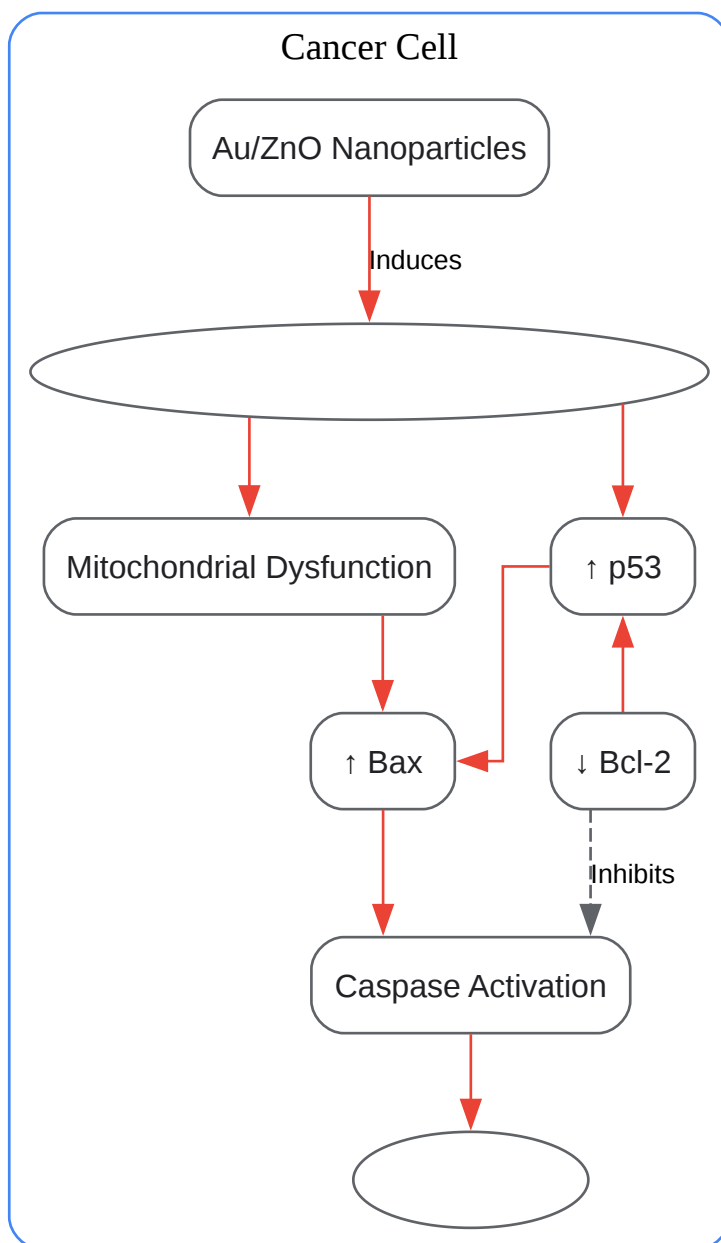 Cancer Cell
Au/ZnO Nanoparticles
Induces
Mitochondrial Dysfunction
↑ p53
↑ Bax
↓ Bcl-2
Inhibits
Caspase Activation